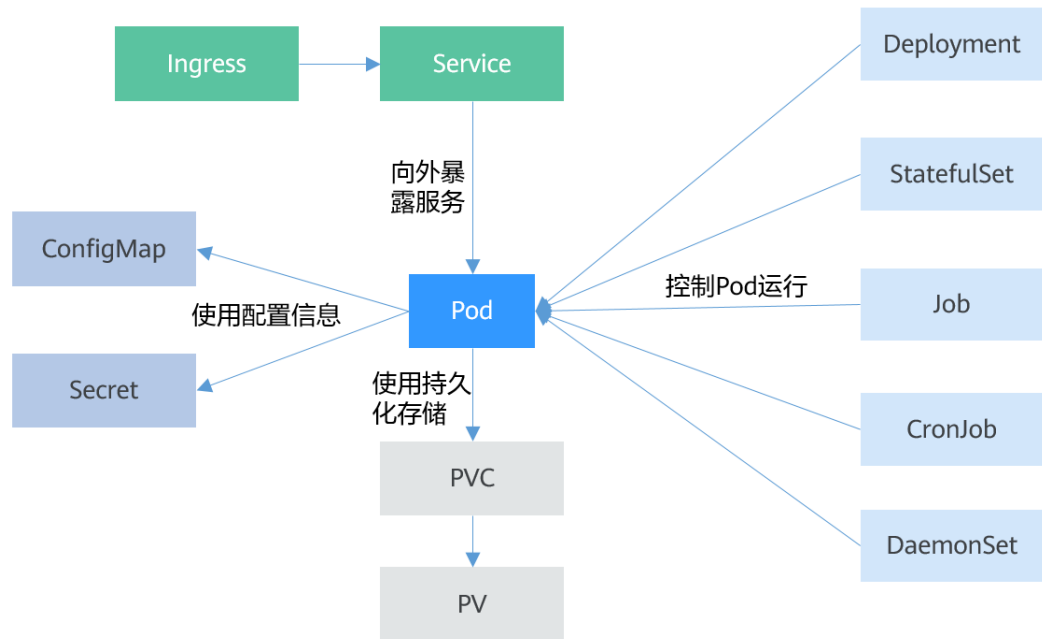 Ingress
Service
Deployment
向外暴
露服务
StatefulSet
ConfigMap
使用配置信息
Secret
Pod
控制Pod运行
Job
使用持久
化存储
CronJob
PVC
DaemonSet
PV